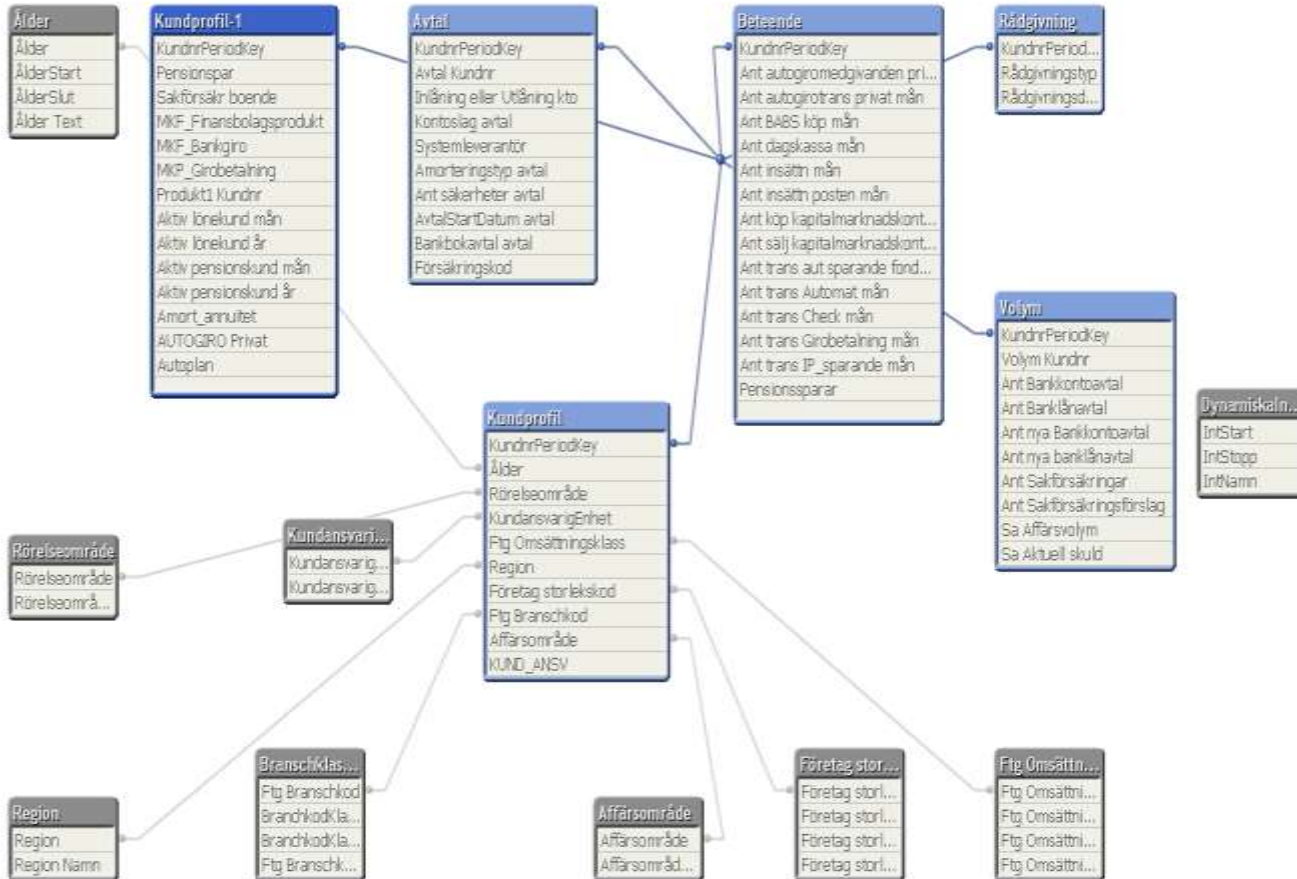 Ålder
Ålder
ÅlderStart
ÅlderSlut
Ålder Text
Kundprofil-1
KundnrPeriodKey
Pensionspar
Sakförsäkr boende
MKF_Finansbolagsprodukt
MKF_Bankgiro
MKP_Girobetalning
Produkt1 Kundnr
Aktiv lönekund mån
Aktiv lönekund år
Aktiv pensionskund mån
Aktiv pensionskund år
Amort_annuitet
AUTOGIRO Privat
Autoplan
Avtal
KundnrPeriodKey
Avtal Kundnr
Inlåning eller Utlåning kto
Kontoslag avtal
Systemleverantör
Amorteringstyp avtal
Ant säkerheter avtal
AvtalStartDatum avtal
Bankbokavtal avtal
Försäkringskod
Beteende
KundnrPeriodKey
Ant autogiromedgivanden pri...
Ant autogirotrans privat mån
Ant BABS köp mån
Ant dagskassa mån
Ant insättn mån
Ant insättn posten mån
Ant köp kapitalmarknadskont...
Ant sälj kapitalmarknadskont...
Ant trans aut sparande fond...
Ant trans Automat mån
Ant trans Check mån
Ant trans Girobetalning mån
Ant trans IP_sparande mån
Pensionssparar
Rådgivning
KundnrPeriod...
Rådgivningstyp
Rådgivningsd...
Volym
KundnrPeriodKey
Volym Kundnr
Ant Bankkontoavtal
Ant Banklånavtal
Ant nya Bankkontoavtal
Ant nya banklånavtal
Ant Sakförsäkringar
Ant Sakförsäkringsförslag
Sa Affärsvolym
Sa Aktuell skuld
DynamiskaIn...
IntStart
IntStopp
IntNamn
Kundprofil
KundnrPeriodKey
Ålder
Rörelseområde
KundansvarigEnhet
Ftg Omsättningsklass
Region
Företag storlekskod
Ftg Branschkod
Affärsområde
KUND_ANSV
Rörelseområde
Rörelseområde
Rörelseområ...
Kundansvari...
Kundansvarig...
Kundansvarig...
Region
Region
Region Namn
Branschklas...
Ftg Branschkod
BranchkodKla...
BranchkodKla...
Ftg Branschk...
Affärsområde
Affärsområde
Affärsområd...
Företag stor...
Företag storl...
Företag storl...
Företag storl...
Företag storl...
Ftg Omsättn...
Ftg Omsättni...
Ftg Omsättni...
Ftg Omsättni...
Ftg Omsättni...